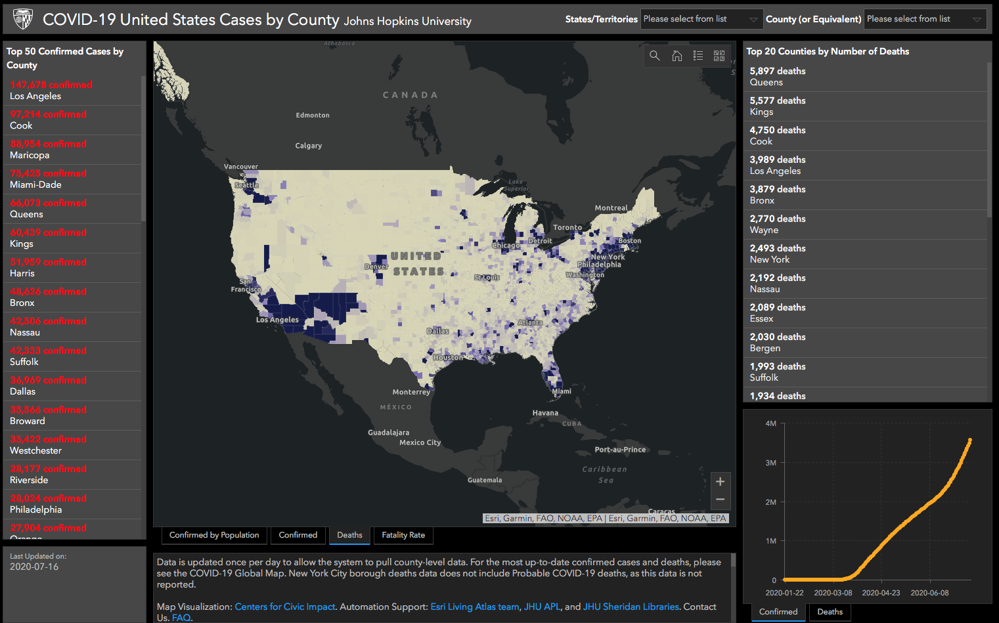 COVID-19 United States Cases by County Johns Hopkins University
States/Territories
Please select from list
County (or Equivalent)
Please select from list
Top 50 Confirmed Cases by
County
147,678 confirmed
Los Angeles
97,214 confirmed
Cook
88,954 confirmed
Maricopa
75,425 confirmed
Miami-Dade
66,073 confirmed
Queens
60,439 confirmed
Kings
51,959 confirmed
Harris
48,626 confirmed
Bronx
42,506 confirmed
Nassau
42,333 confirmed
Suffolk
36,969 confirmed
Dallas
35,566 confirmed
Broward
35,422 confirmed
Westchester
28,177 confirmed
Riverside
28,024 confirmed
Philadelphia
27,904 confirmed
Orange
Last Updated on:
2020-07-16
Athabasca
CANADA
Edmonton
Calgary
Vancouver
Seattle
Lake
Superior
Montreal
Toronto
Boston
Detroit
Chicago
New York
Philadelphia
Washington
UNITED
STATES
Denver
St Louis
San
Francisco
Los Angeles
Atlanta
Dallas
Houston
Miami
Monterrey
MÉXICO
Havana
CUBA
Guadalajara
Mexico City
Port-au-Prince
Caribbean
Sea
Guatemala
Caracas
+
−
Esri, Garmin, FAO, NOAA, EPA | Esri, Garmin, FAO, NOAA, EPA
Confirmed by Population
Confirmed
Deaths
Fatality Rate
Data is updated once per day to allow the system to pull county-level data. For the most up-to-date confirmed cases and deaths, please
see the COVID-19 Global Map. New York City borough deaths data does not include Probable COVID-19 deaths, as this data is not
reported.
Map Visualization: Centers for Civic Impact. Automation Support: Esri Living Atlas team, JHU APL, and JHU Sheridan Libraries. Contact
Us. FAQ.
Top 20 Counties by Number of Deaths
5,897 deaths
Queens
5,577 deaths
Kings
4,750 deaths
Cook
3,989 deaths
Los Angeles
3,879 deaths
Bronx
2,770 deaths
Wayne
2,493 deaths
New York
2,192 deaths
Nassau
2,089 deaths
Essex
2,030 deaths
Bergen
1,993 deaths
Suffolk
1,934 deaths
4M
3M
2M
1M
0
2020-01-22
2020-03-08
2020-04-23
2020-06-08
Confirmed
Deaths